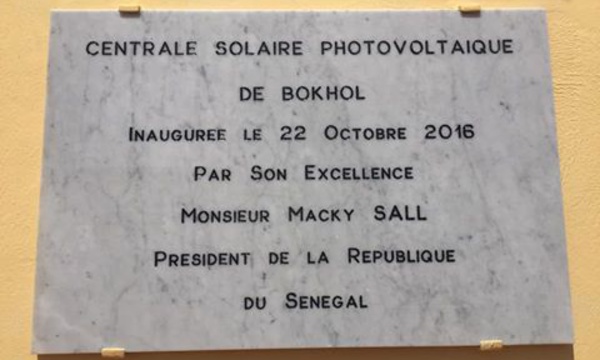 CENTRALE SOLAIRE PHOTOVOLTAIQUE
DE BOKHOL
INAUGUREE LE 22 OCTOBRE 2016
PAR SON EXCELLENCE
MONSIEUR MACKY SALL
PRESIDENT DE LA REPUBLIQUE
DU SENEGAL